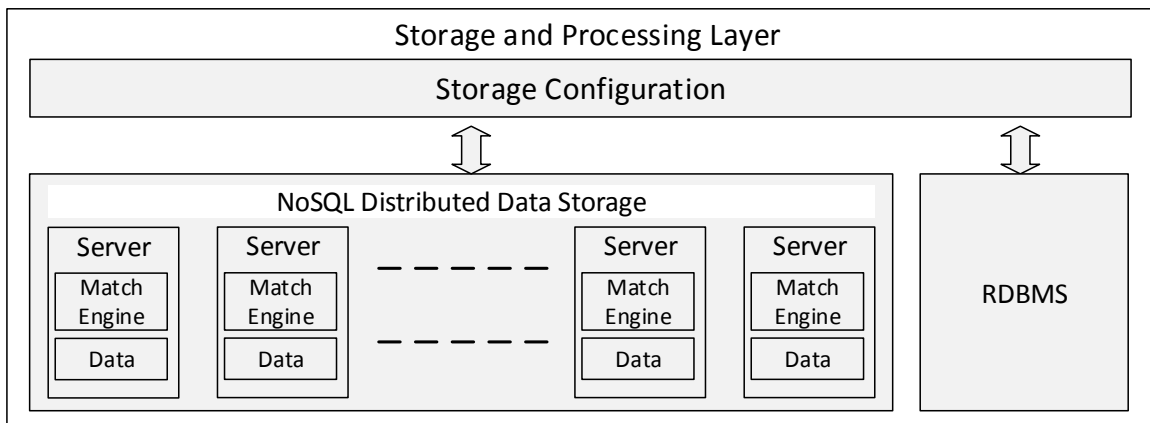 Storage and Processing Layer
Storage Configuration
NoSQL Distributed Data Storage
RDBMS
Server
Match
Engine
Data
Server
Match
Engine
Data
Server
Match
Engine
Data
Server
Match
Engine
Data